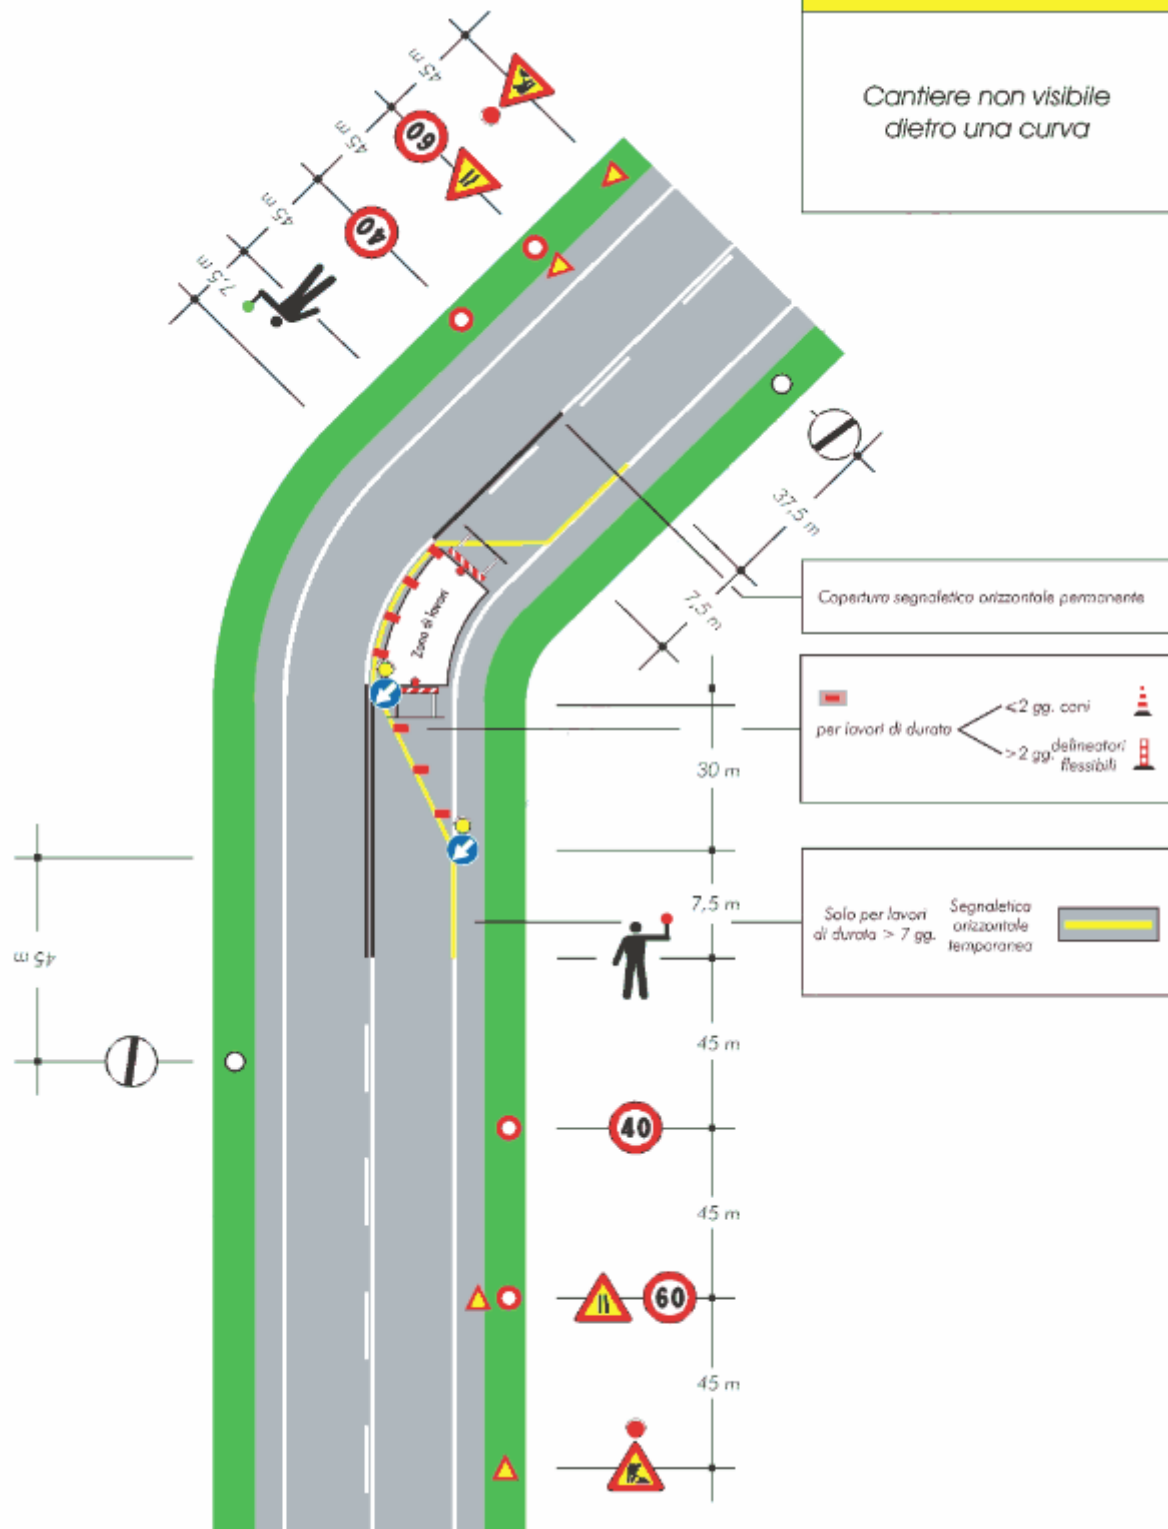 Cantiere non visibile
dietro una curva
45 m
45 m
45 m
7,5 m
60
40
Zona di lavori
37,5 m
7,5 m
Copertura segnaletica orizzontale permanente
per lavori di durata
≤2 gg. coni
>2 gg. delineatori
flessibili
30 m
7,5 m
Solo per lavori
di durata > 7 gg.
Segnaletica
orizzontale
temporanea
45 m
45 m
40
45 m
60
45 m